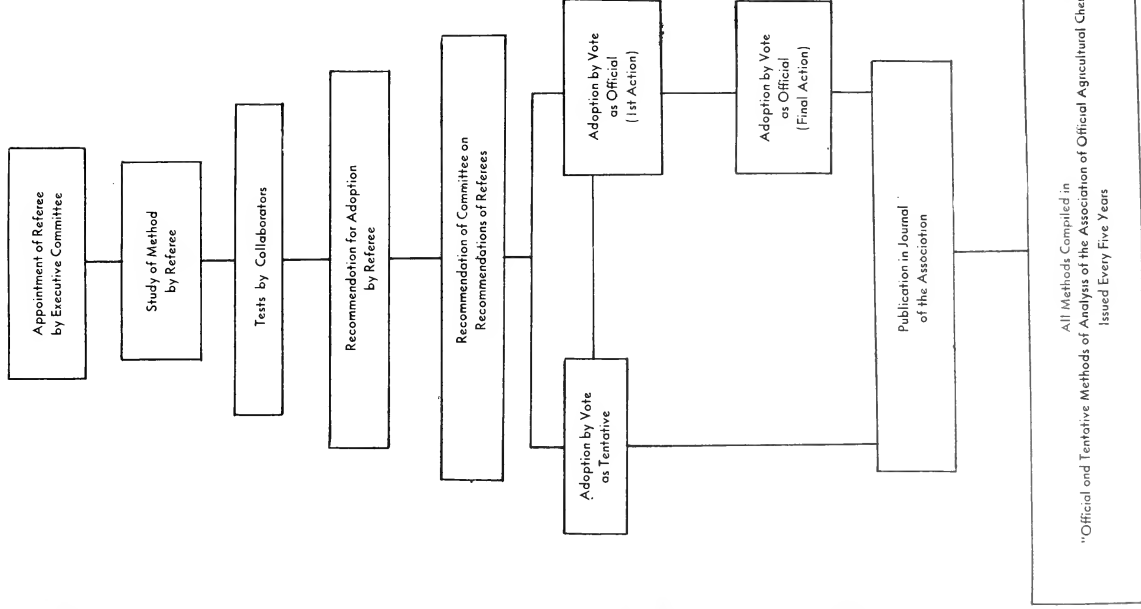 Appointment of Referee
by Executive Committee
Study of Method
by Referee
Tests by Collaborators
Recommendation for Adoption
by Referee
Recommendation of Committee on
Recommendations of Referees
Adoption by Vote
as Tentative
Adoption by Vote
as Official
(1st Action)
Adoption by Vote
as Official
(Final Action)
Publication in Journal
of the Association
All Methods Compiled in
"Official and Tentative Methods of Analysis of the Association of Official Agricultural
Issued Every Five Years